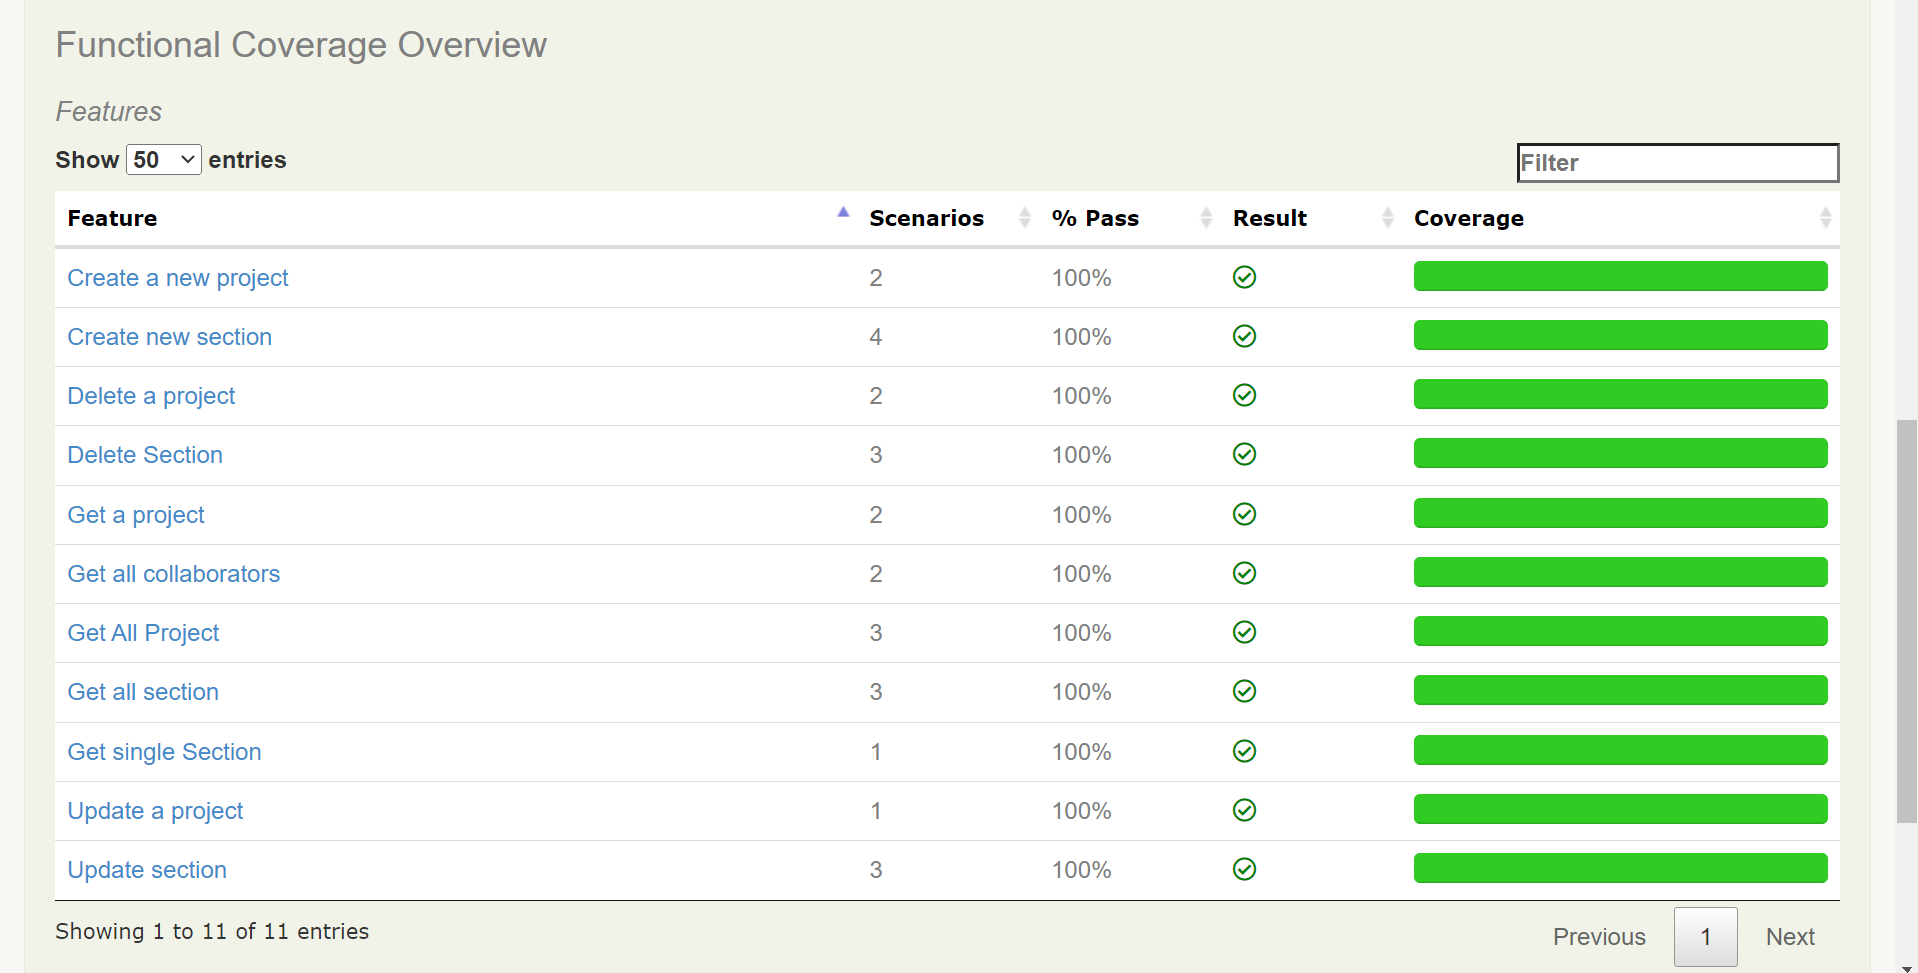 Functional Coverage Overview
Features
Show 50 entries
Filter
Feature Scenarios % Pass Result Coverage
Create a new project 2 100%
Create new section 4 100%
Delete a project 2 100%
Delete Section 3 100%
Get a project 2 100%
Get all collaborators 2 100%
Get All Project 3 100%
Get all section 3 100%
Get single Section 1 100%
Update a project 1 100%
Update section 3 100%
Showing 1 to 11 of 11 entries
Previous 1 Next